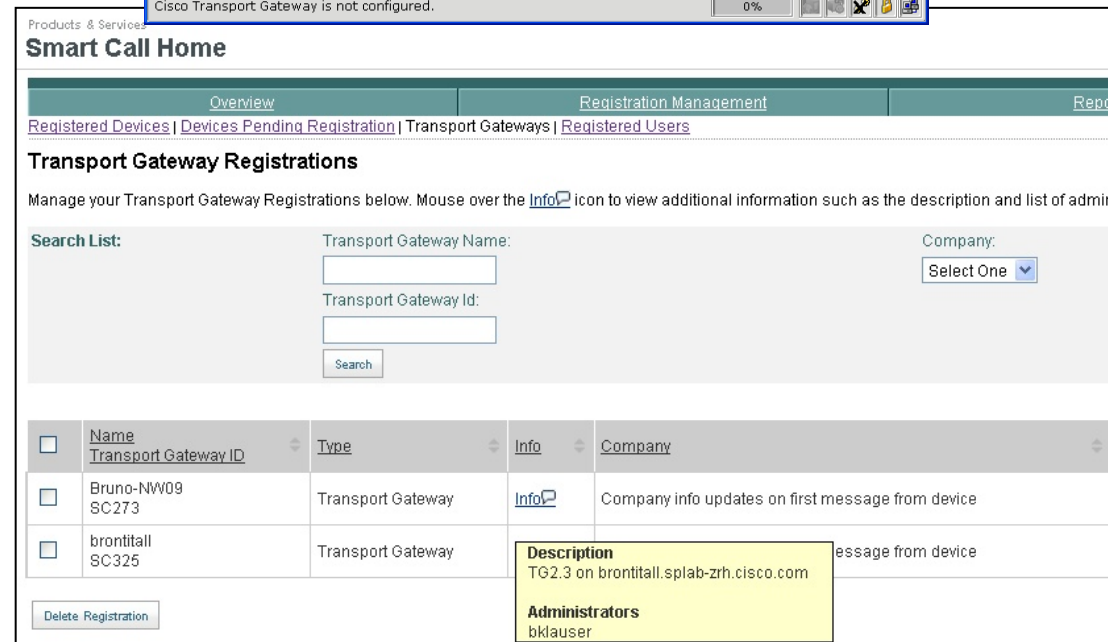 Cisco Transport Gateway is not configured.
0%
Products & Services
Smart Call Home
Overview Registration Management
Registered Devices | Devices Pending Registration | Transport Gateways | Registered Users
Transport Gateway Registrations
Manage your Transport Gateway Registrations below. Mouse over the Info icon to view additional information such as the description and list of
Search List:
Transport Gateway Name:
Company:
Select One
Transport Gateway Id:
Search
Name
Transport Gateway ID
Type Info Company
Bruno-NW09
SC273
Transport Gateway Info Company info updates on first message from device
brontitall
SC325
Transport Gateway
essage from device
Description
TG2.3 on brontitall.splab-zrh.cisco.com
Administrators
bklauser
Delete Registration